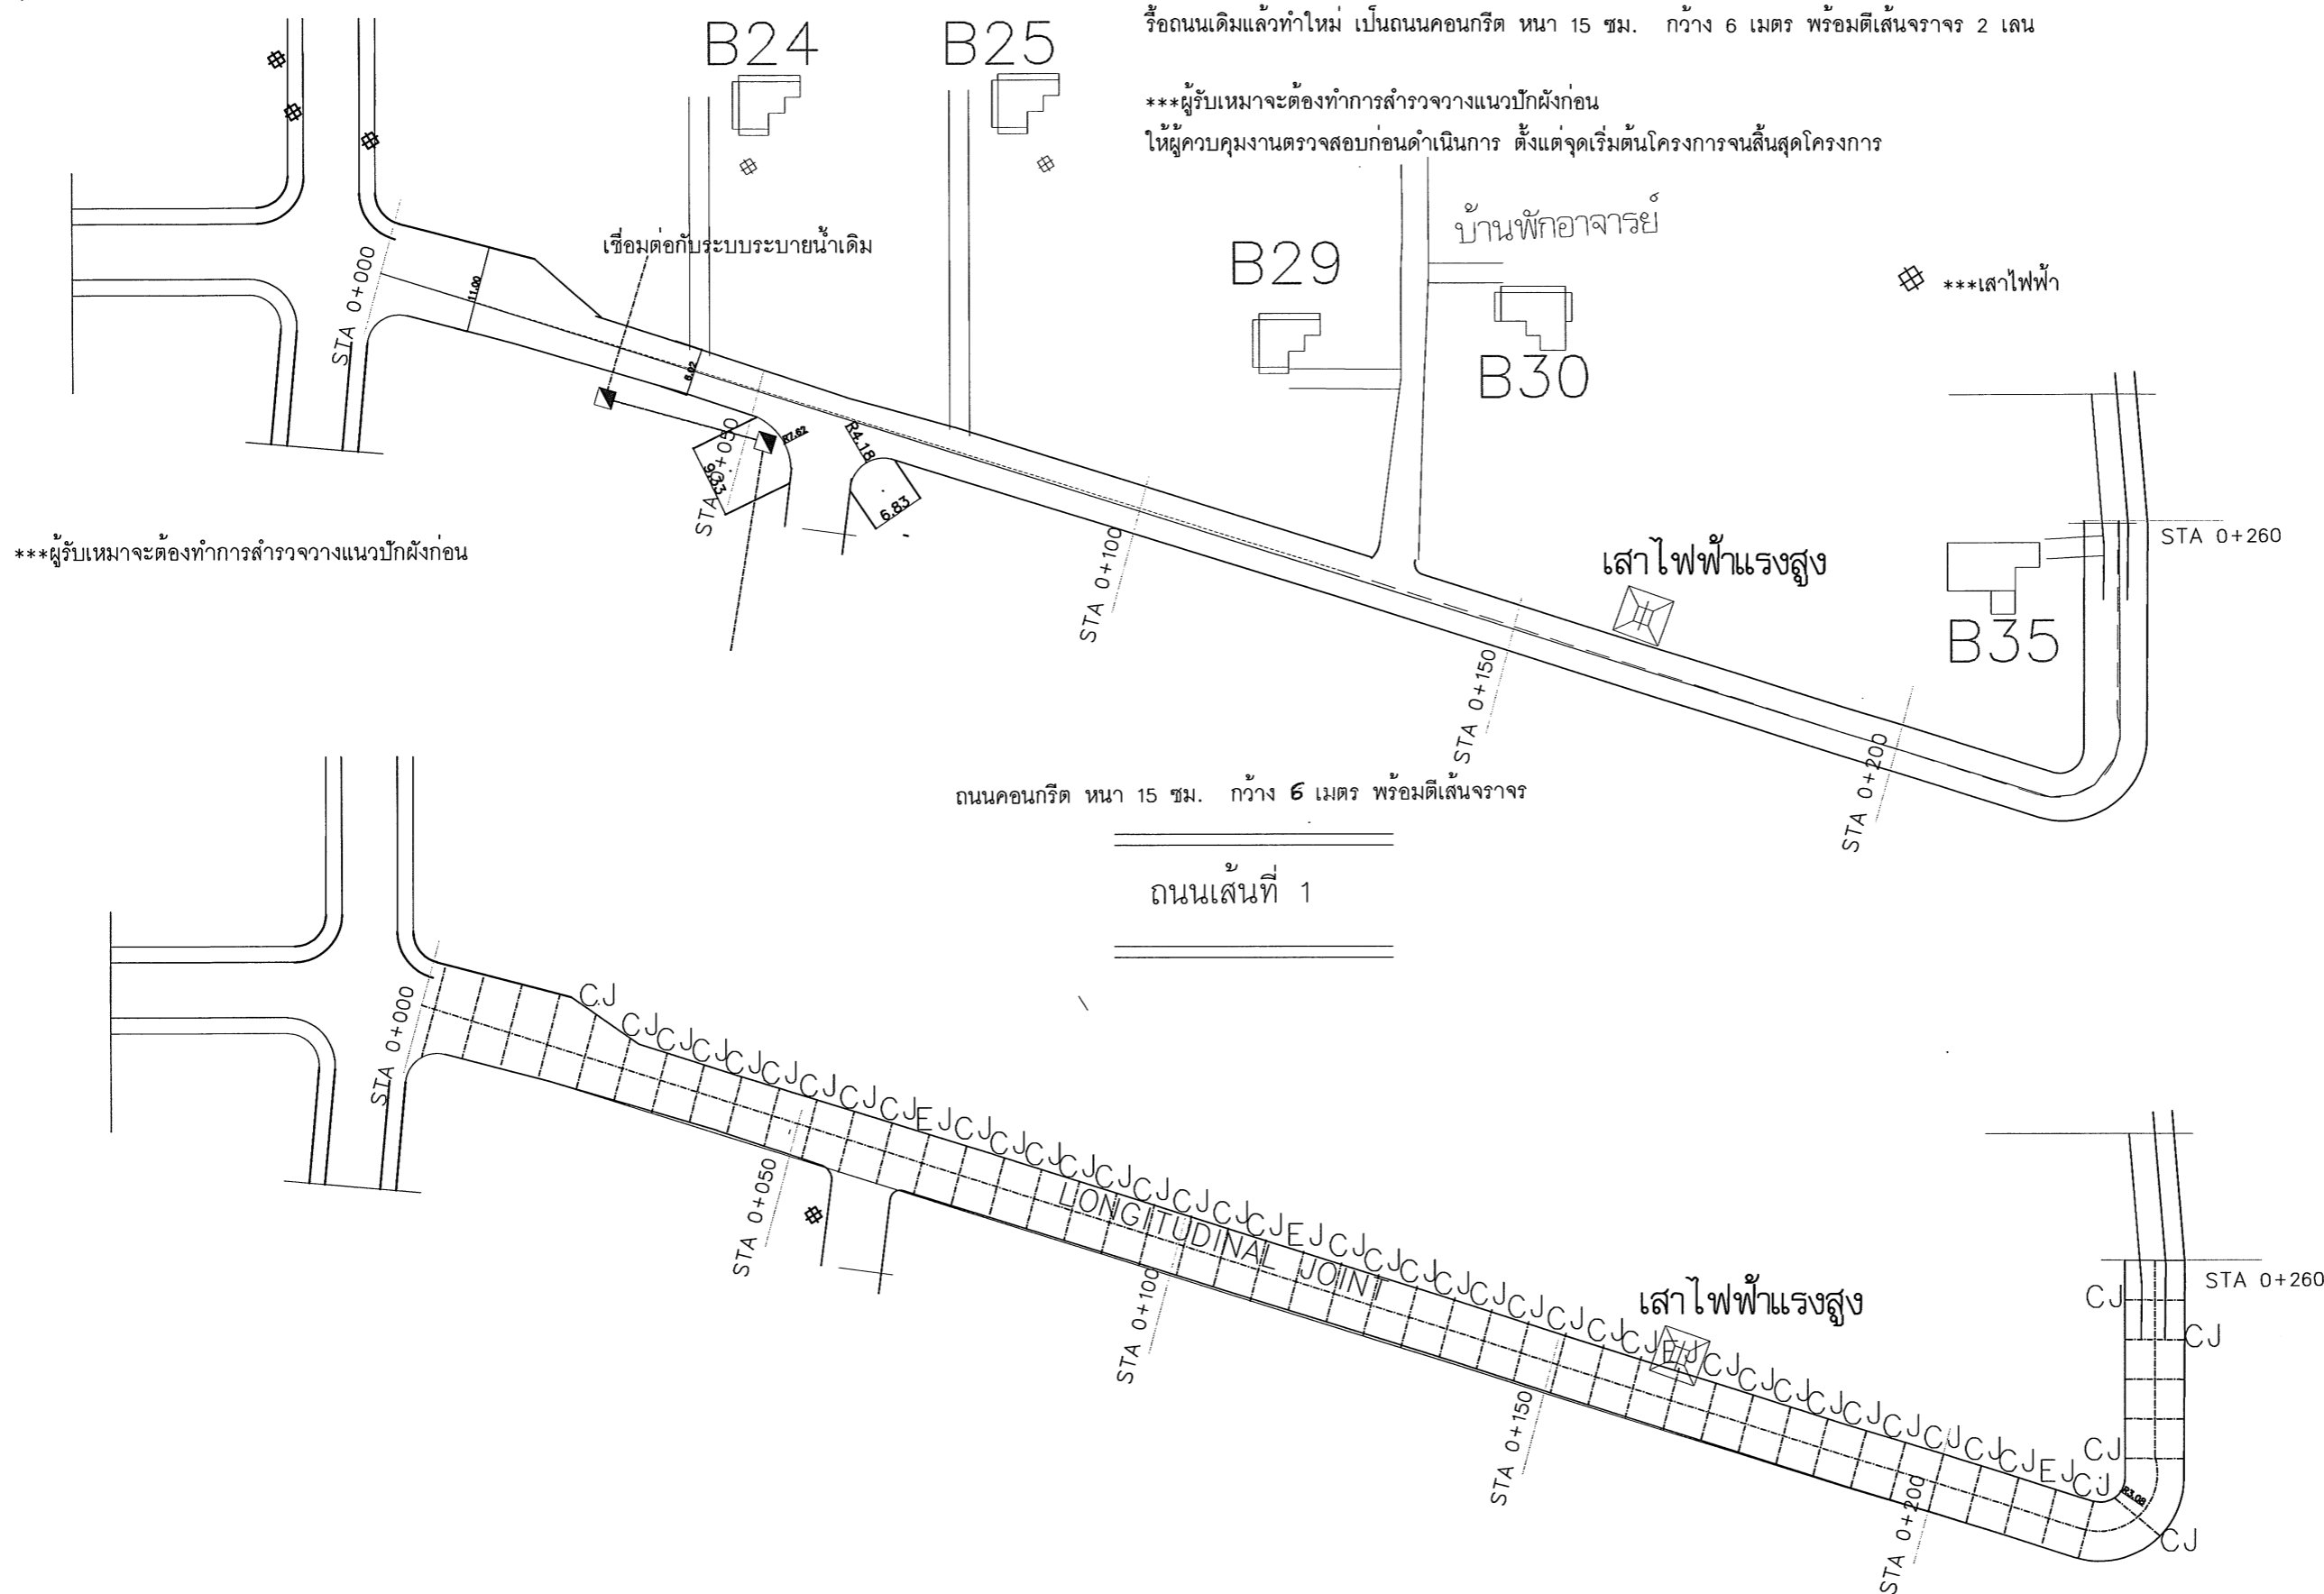 รื้อถนนเดิมแล้วทำใหม่ เป็นถนนคอนกรีต หนา 15 ซม. กว้าง 6 เมตร พร้อมตีเส้นจราจร 2 เลน
B24
B25
***ผู้รับเหมาจะต้องทำการสำรวจวางแนวปักผังก่อน
ให้ผู้ควบคุมงานตรวจสอบก่อนดำเนินการ ตั้งแต่จุดเริ่มต้นโครงการจนสิ้นสุดโครงการ
บ้านพักอาจารย์
เชื่อมต่อกับระบบระบายน้ำเดิม
B29
***เสาไฟฟ้า
STA 0+000
11.00
B30
6.02
R7.62
R4.18
STA 0+050
9.33
6.83
***ผู้รับเหมาจะต้องทำการสำรวจวางแนวปักผังก่อน
STA 0+100
เสาไฟฟ้าแรงสูง
STA 0+260
B35
STA 0+150
STA 0+200
ถนนคอนกรีต หนา 15 ซม. กว้าง 6 เมตร พร้อมตีเส้นจราจร
ถนนเส้นที่ 1
STA 0+000
CJ
CJ CJ CJ CJ CJ CJ CJ CJ EJ CJ CJ CJ CJ CJ CJ CJ CJ CJ EJ CJ CJ CJ CJ CJ CJ CJ CJ CJ EJ CJ CJ CJ CJ CJ CJ CJ CJ CJ EJ CJ
LONGITUDINAL JOINT
STA 0+050
STA 0+100
เสาไฟฟ้าแรงสูง
STA 0+260
CJ
CJ
CJ
R3.08
CJ
STA 0+150
STA 0+200